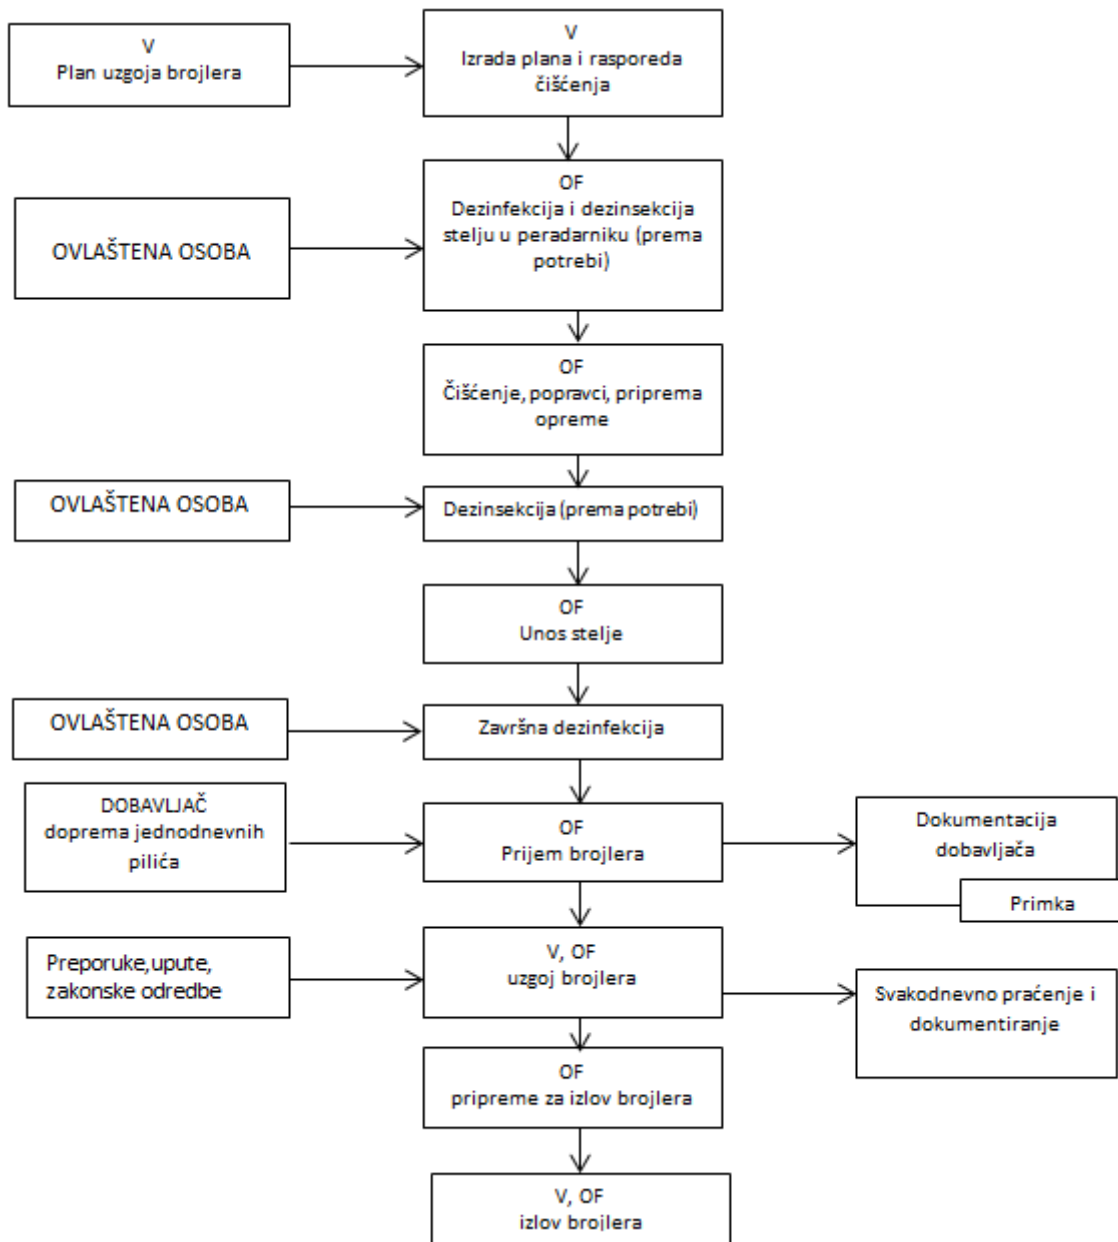 V
Plan uzgoja brojlera
V
Izrada plana i rasporeda
čišćenja
OVLAŠTENA OSOBA
OF
Dezinfekcija i dezinsekcija
stelju u peradarniku (prema
potrebi)
OF
Čišćenje, popravci, priprema
opreme
OVLAŠTENA OSOBA
Dezinsekcija (prema potrebi)
OF
Unos stelje
OVLAŠTENA OSOBA
Završna dezinfekcija
DOBAVLJAČ
doprema jednodnevnih
pilića
OF
Prijem brojlera
Dokumentacija
dobavljača
Primka
Preporuke,upute,
zakonske odredbe
V, OF
uzgoj brojlera
Svakodnevno praćenje i
dokumentiranje
OF
pripreme za izlov brojlera
V, OF
izlov brojlera